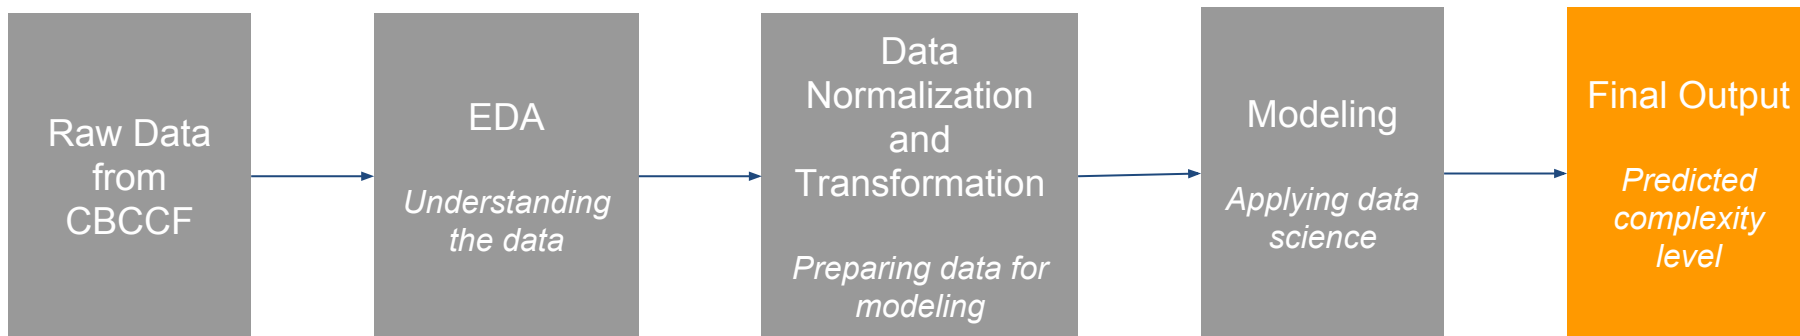 Raw Data
from
CBCCF
EDA
Understanding
the data
Data
Normalization
and
Transformation
Preparing data for
modeling
Modeling
Applying data
science
Final Output
Predicted
complexity
level